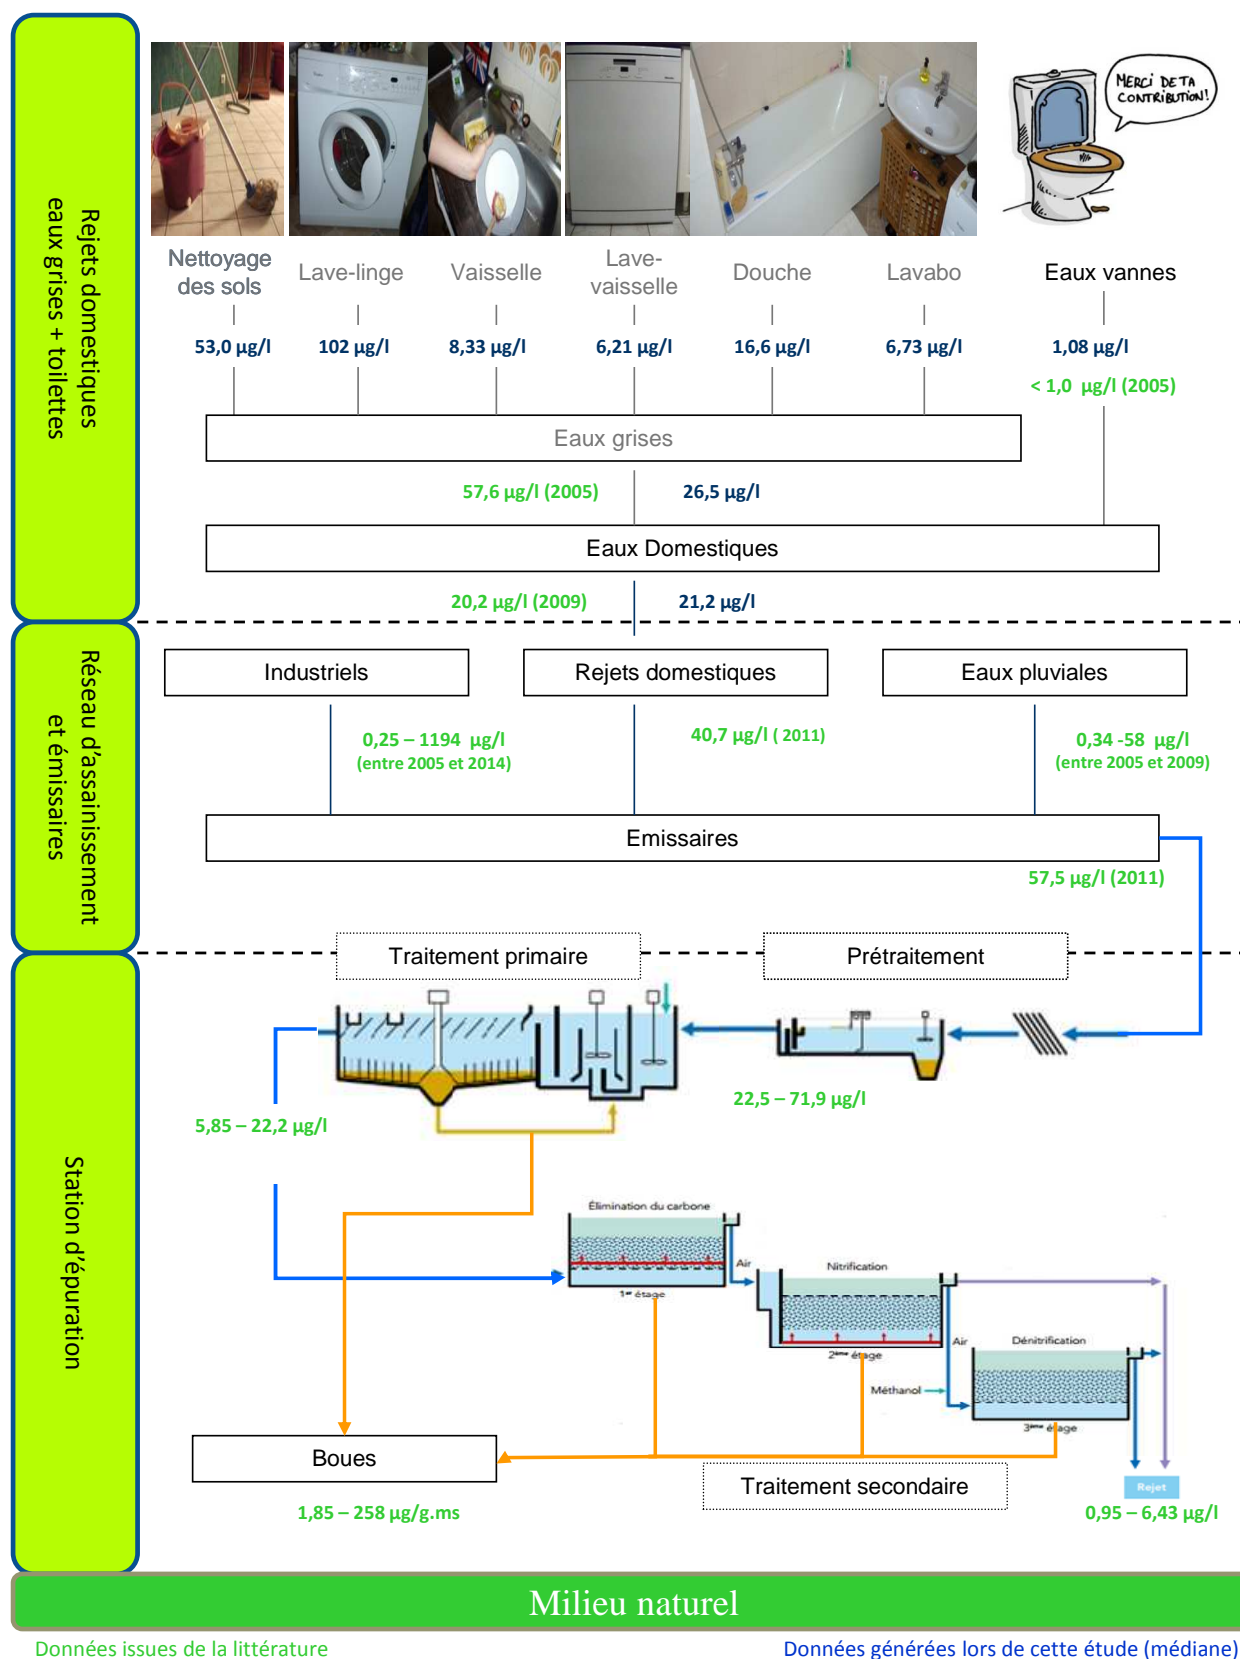 MERCI DE TA
CONTRIBUTION!
Rejets domestiques
eaux grises + toilettes
Nettoyage
des sols
Lave-linge
Vaisselle
Lave-
vaisselle
Douche
Lavabo
Eaux vannes
53,0 µg/l
102 µg/l
8,33 µg/l
6,21 µg/l
16,6 µg/l
6,73 µg/l
1,08 µg/l
< 1,0 µg/l (2005)
Eaux grises
57,6 µg/l (2005)
26,5 µg/l
Eaux Domestiques
20,2 µg/l (2009)
21,2 µg/l
Réseau d'assainissement
et émissaires
Industriels
Rejets domestiques
Eaux pluviales
0,25 – 1194 µg/l
(entre 2005 et 2014)
40,7 µg/l ( 2011)
0,34 -58 µg/l
(entre 2005 et 2009)
Emissaires
57,5 µg/l (2011)
Station d'épuration
Traitement primaire
Prétraitement
22,5 – 71,9 µg/l
5,85 – 22,2 µg/l
Élimination du carbone
Air
1er étage
Nitrification
Air
2ème étage
Dénitrification
Méthanol
3ème étage
Boues
Traitement secondaire
Rejet
1,85 – 258 µg/g.ms
0,95 – 6,43 µg/l
Milieu naturel
Données issues de la littérature
Données générées lors de cette étude (médiane)